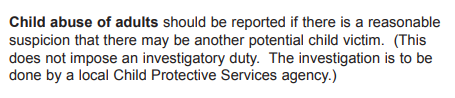 Child abuse of adults should be reported if there is a reasonable
suspicion that there may be another potential child victim.  (This
does not impose an investigatory duty.  The investigation is to be
done by a local Child Protective Services agency.)